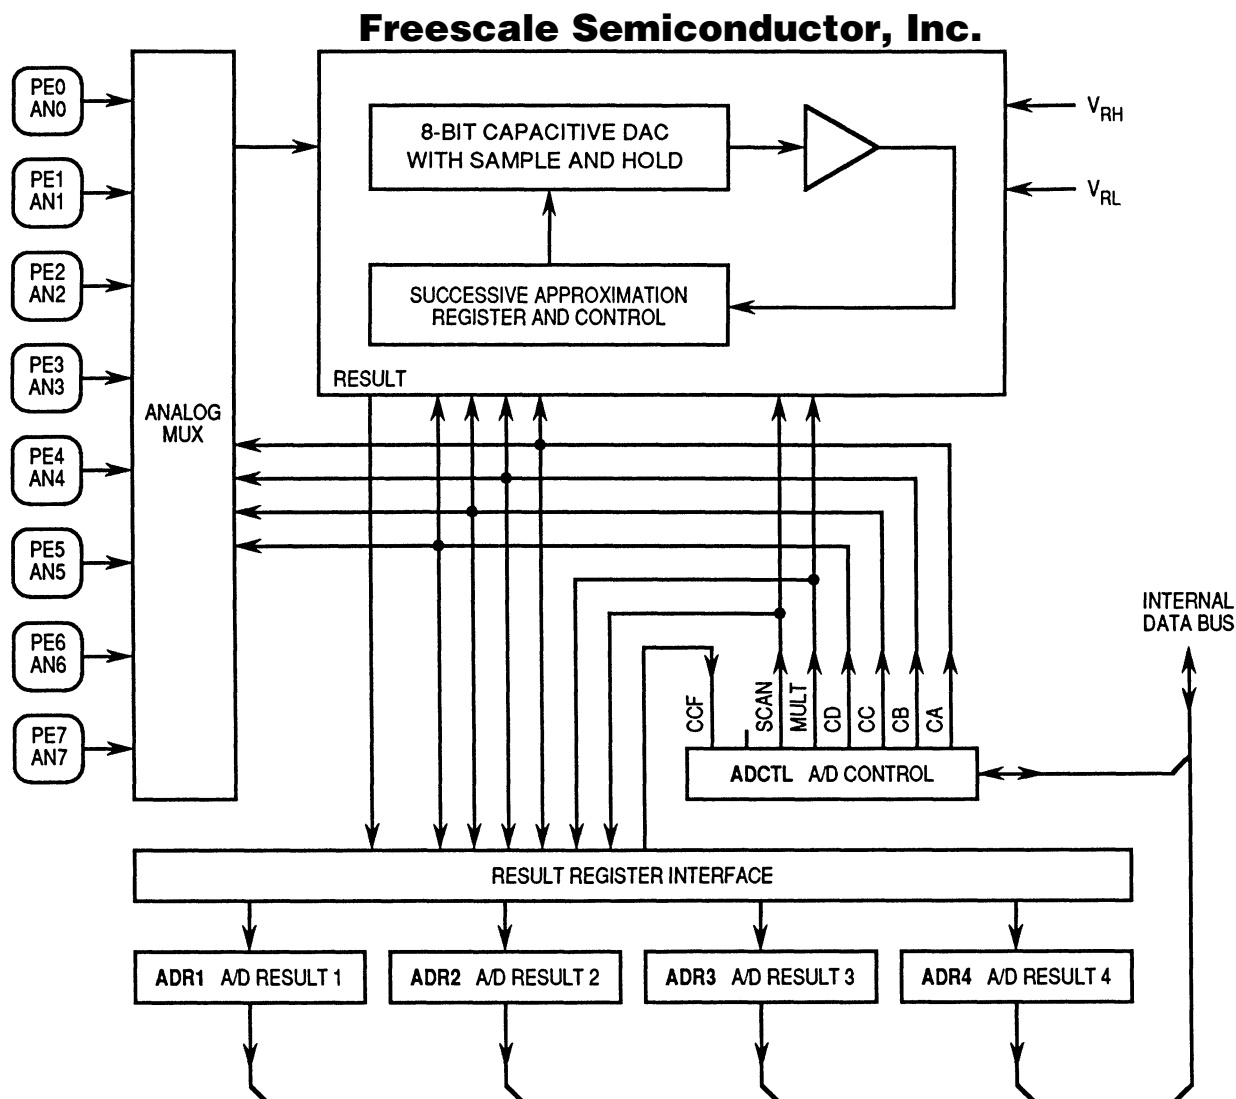 Freescale Semiconductor, Inc.
PE0
AN0
PE1
AN1
PE2
AN2
PE3
AN3
PE4
AN4
PE5
AN5
PE6
AN6
PE7
AN7
ANALOG
MUX
8-BIT CAPACITIVE DAC
WITH SAMPLE AND HOLD
SUCCESSIVE APPROXIMATION
REGISTER AND CONTROL
RESULT
VRH
VRL
INTERNAL
DATA BUS
CCF
SCAN
MULT
CD
CC
CB
CA
ADCTL A/D CONTROL
RESULT REGISTER INTERFACE
ADR1 A/D RESULT 1
ADR2 A/D RESULT 2
ADR3 A/D RESULT 3
ADR4 A/D RESULT 4